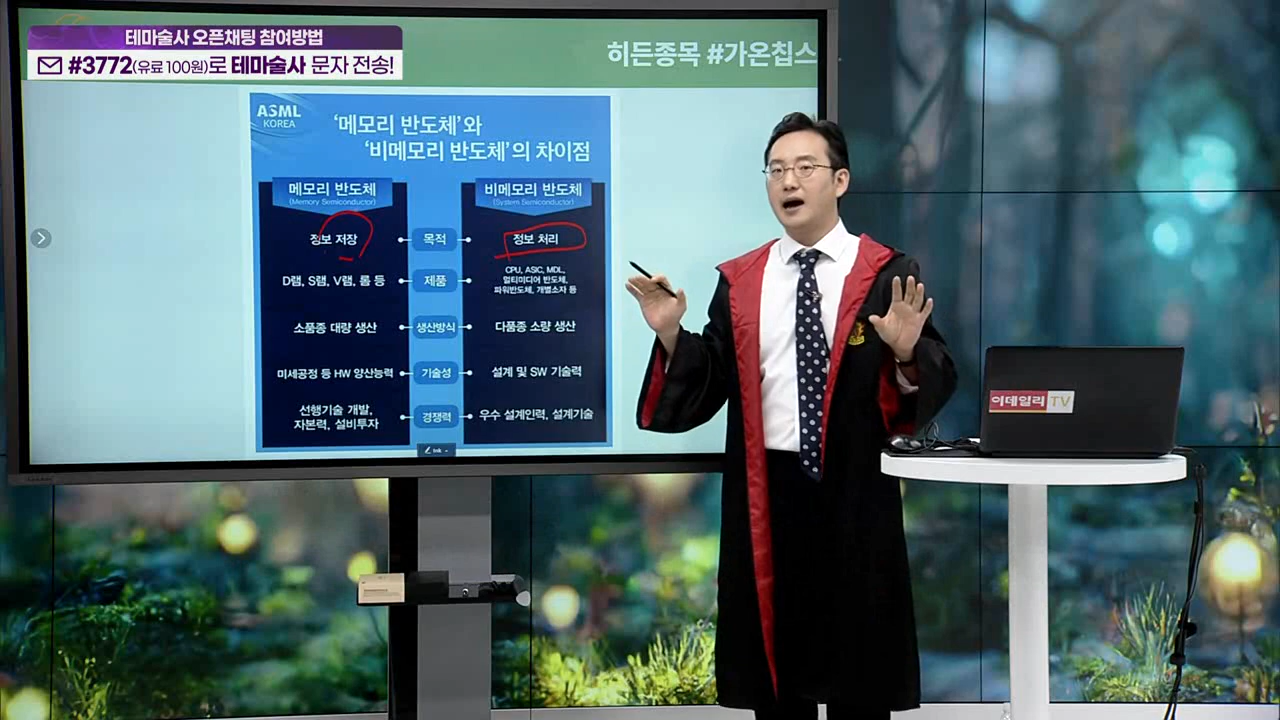 테마술사 오픈채팅 참여방법
#3772(유료 100원)로 테마술사 문자 전송!
히든종목 #가온칩스
ASML
KOREA
'메모리 반도체'와
'비메모리 반도체'의 차이점
메모리 반도체
(Memory Semiconductor)
비메모리 반도체
(System Semiconductor)
정보 저장
목적
정보 처리
D램, S램, V램, 롬 등
제품
CPU, ASIC, MDL,
멀티미디어 반도체,
파워반도체, 개별소자 등
소품종 대량 생산
생산방식
다품종 소량 생산
미세공정 등 HW 양산능력
기술성
설계 및 SW 기술력
선행기술 개발,
자본력, 설비투자
경쟁력
우수 설계인력, 설계기술
Ink
이데일리 TV